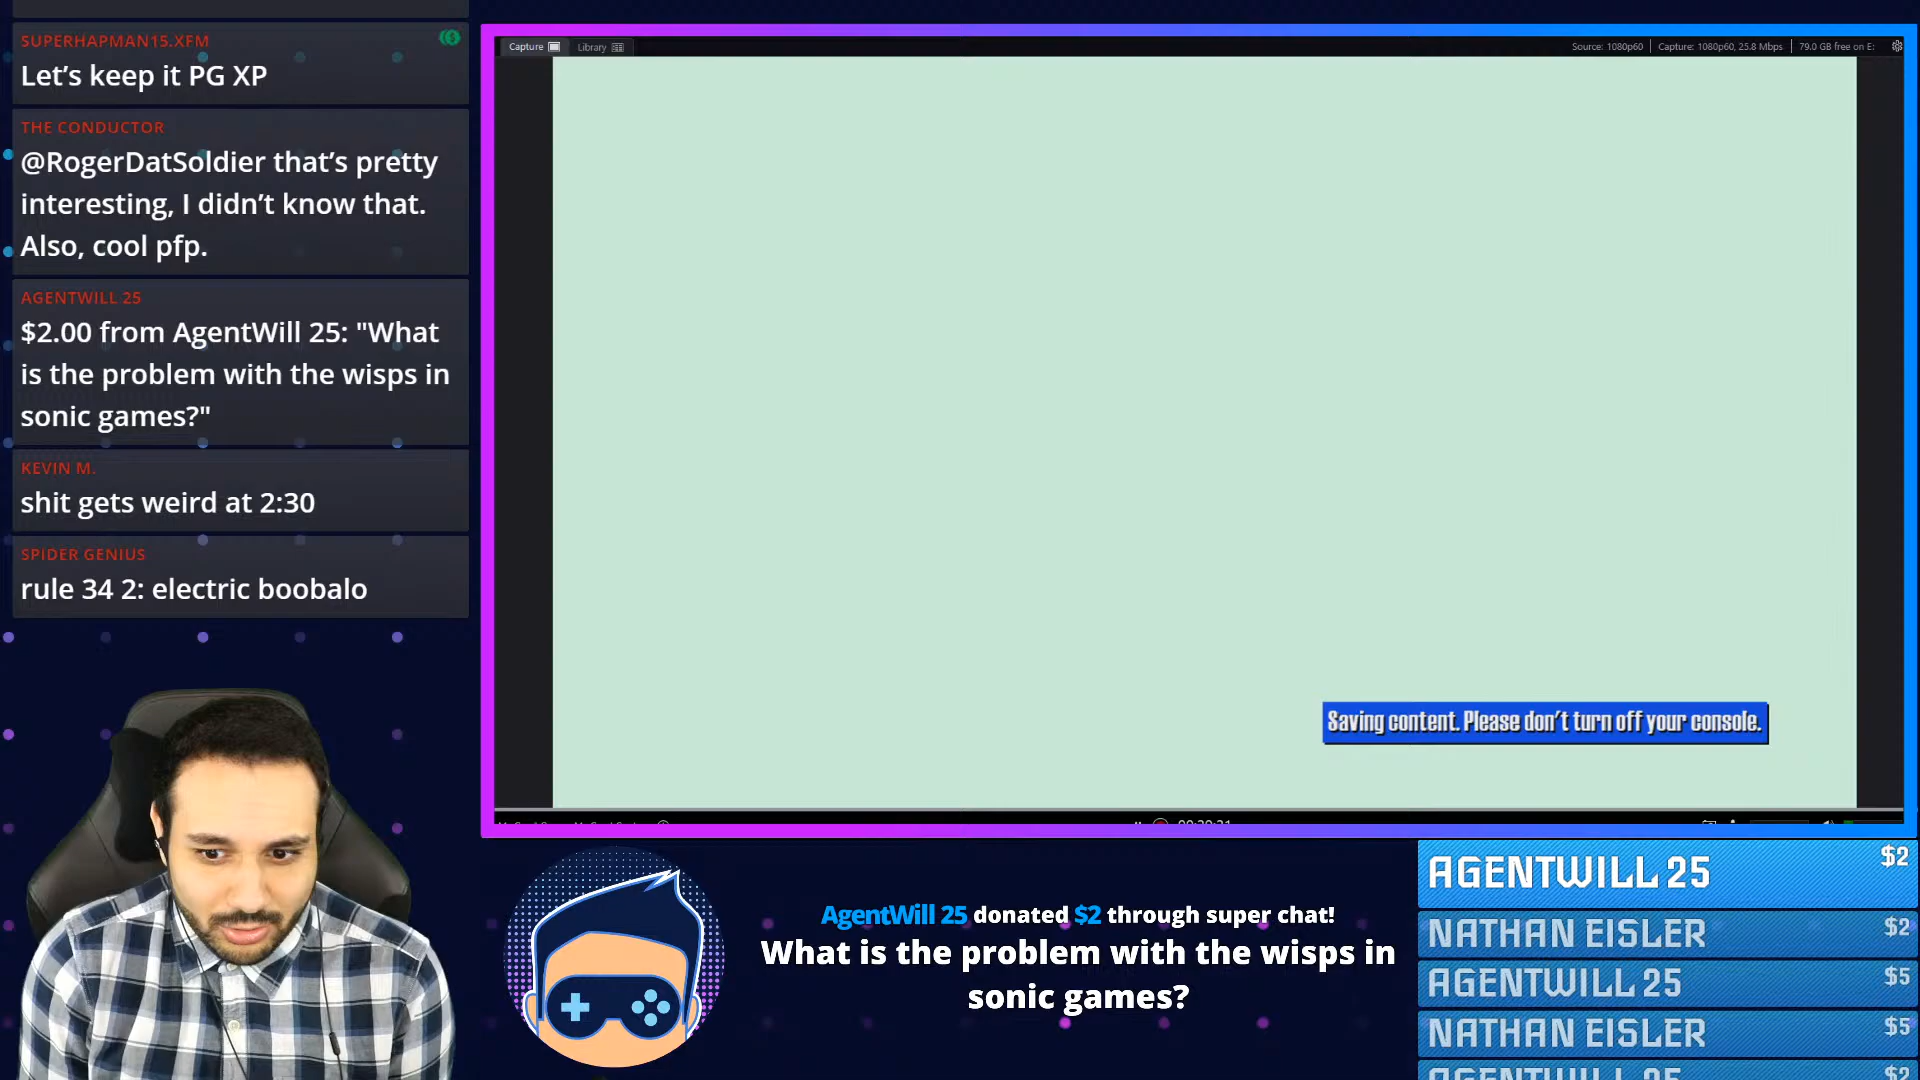 SUPERHAPMAN15.XFM
Let's keep it PG XP
THE CONDUCTOR
@RogerDatSoldier that's pretty
interesting, I didn't know that.
Also, cool pfp.
AGENTWILL 25
$2.00 from AgentWill 25: "What
is the problem with the wisps in
sonic games?"
KEVIN M.
shit gets weird at 2:30
SPIDER GENIUS
rule 34 2: electric boobalo
Capture
Library
Source: 1080p60
Capture: 1080p60, 25.8 Mbps
79.0 GB free on E:
Saving content. Please don't turn off your console.
AgentWill 25 donated $2 through super chat!
What is the problem with the wisps in
sonic games?
AGENTWILL 25 $2
NATHAN EISLER $2
AGENTWILL 25 $5
NATHAN EISLER $5
AGENTWILL 25 $2